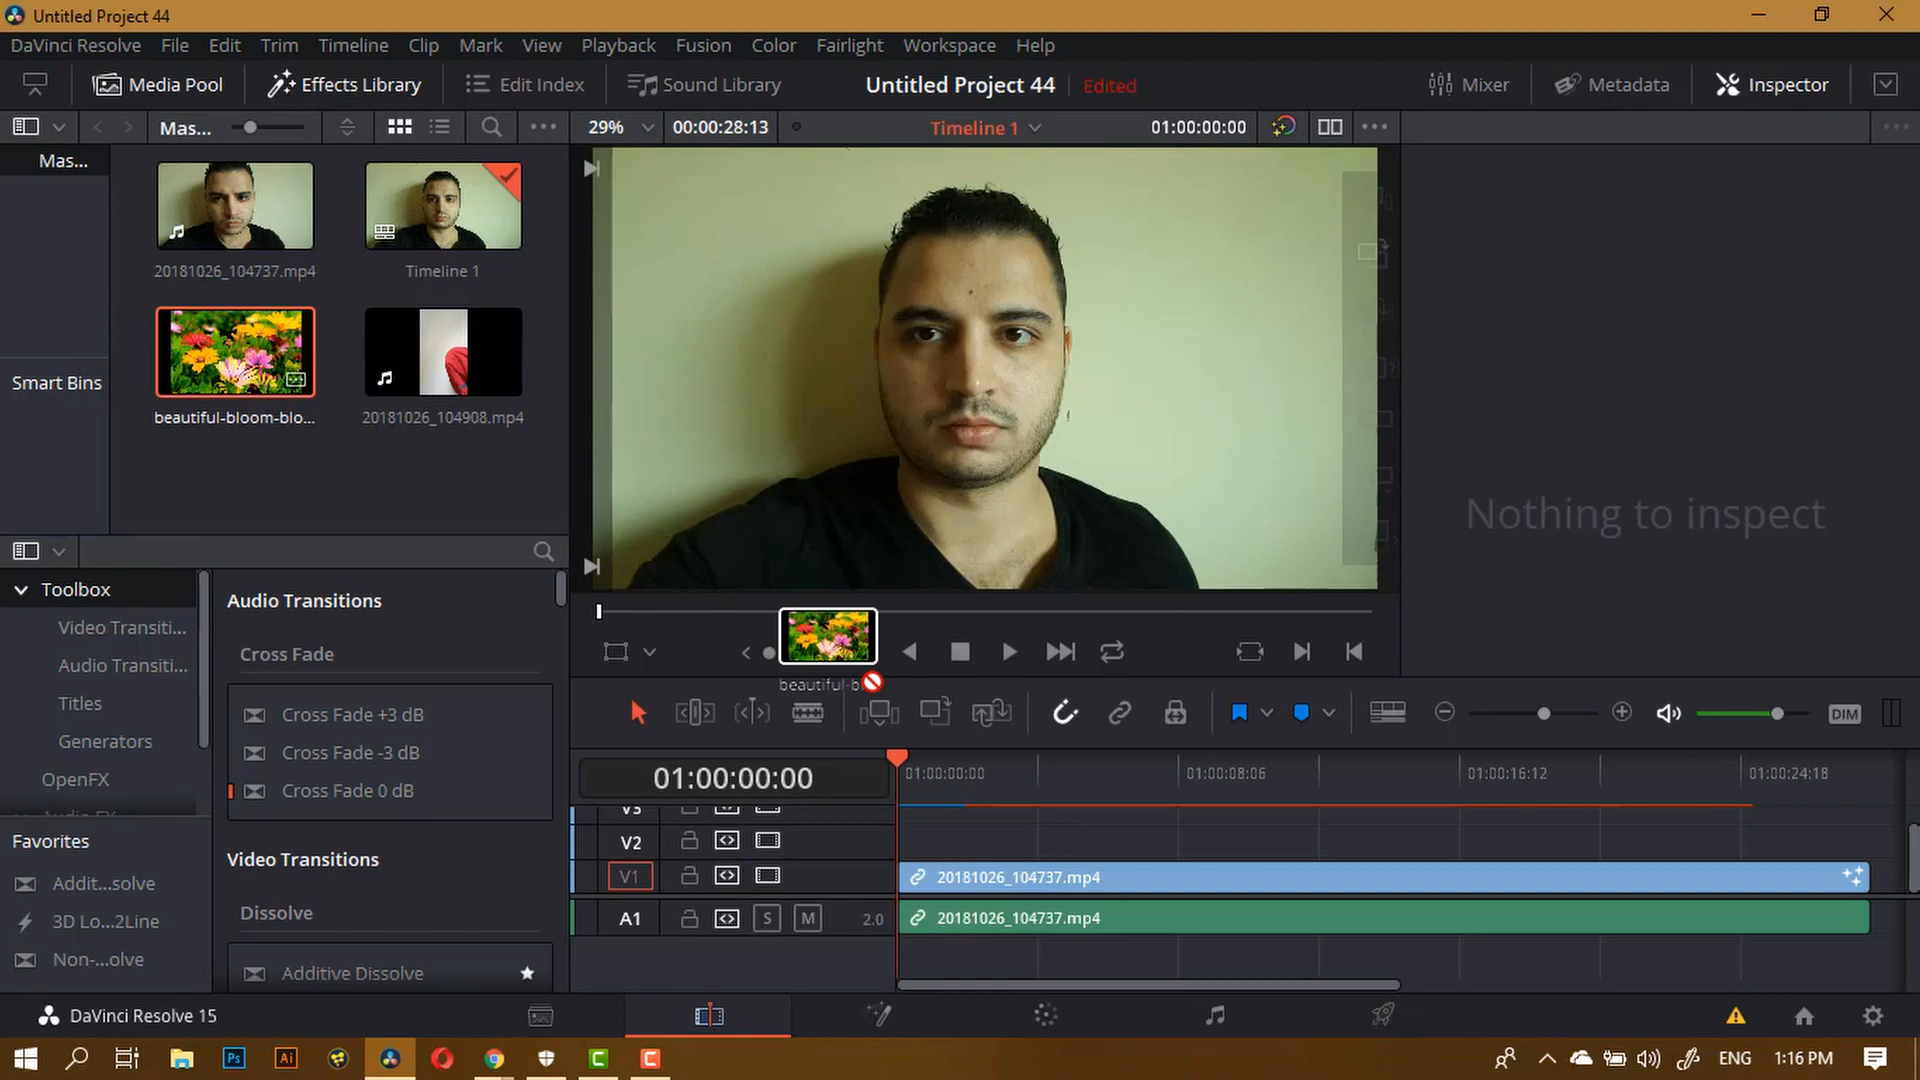 Untitled Project 44
DaVinci Resolve File Edit Trim Timeline Clip Mark View Playback Fusion Color Fairlight Workspace Help
Media Pool Effects Library Edit Index Sound Library Untitled Project 44 Edited Mixer Metadata Inspector
Mas... 29% 00:00:28:13 Timeline 1 01:00:00:00
Mas...
20181026_104737.mp4 Timeline 1
Smart Bins
beautiful-bloom-blo... 20181026_104908.mp4
Nothing to inspect
Toolbox
Video Transiti...
Audio Transiti...
Titles
Generators
OpenFX
Audio FX
Favorites
Addit...solve
3D Lo...2Line
Non-...olve
Audio Transitions
Cross Fade
Cross Fade +3 dB
Cross Fade -3 dB
Cross Fade 0 dB
Video Transitions
Dissolve
Additive Dissolve
beautiful-b
DIM
01:00:00:00 01:00:00:00 01:00:08:06 01:00:16:12 01:00:24:18
V3
V2
V1 20181026_104737.mp4
A1 S M 2.0 20181026_104737.mp4
DaVinci Resolve 15
Ps Ai C C ENG 1:16 PM